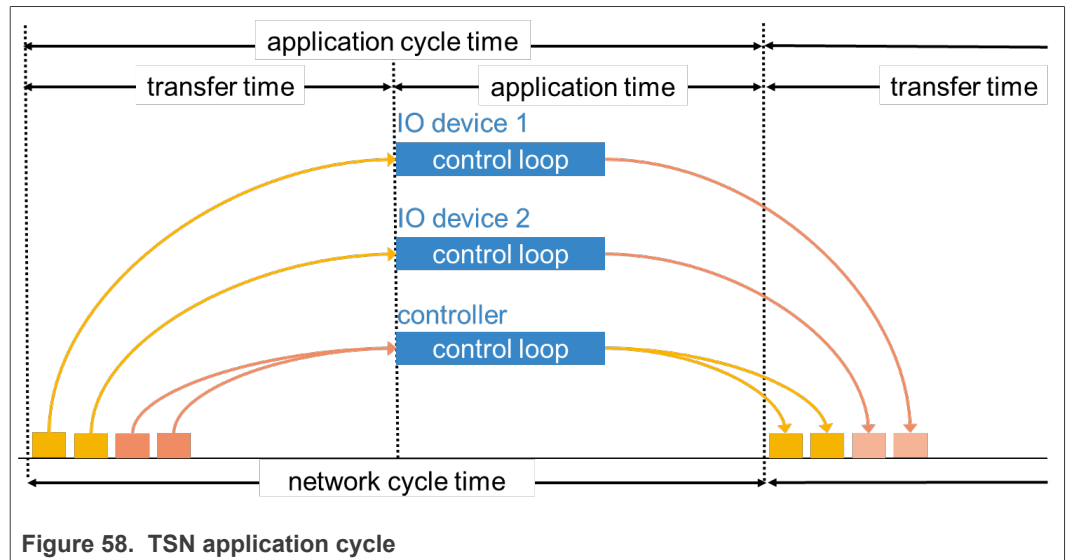 application cycle time
transfer time
application time
transfer time
IO device 1
control loop
IO device 2
control loop
controller
control loop
network cycle time
Figure 58. TSN application cycle